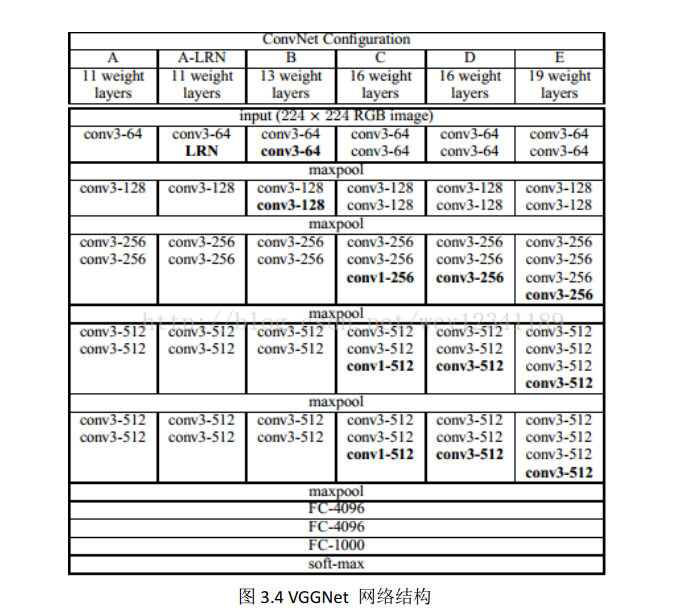 ConvNet Configuration
A A-LRN B C D E
11 weight 11 weight 13 weight 16 weight 16 weight 19 weight
layers layers layers layers layers layers
input (224 × 224 RGB image)
conv3-64 conv3-64 conv3-64 conv3-64 conv3-64 conv3-64
LRN conv3-64 conv3-64 conv3-64 conv3-64
maxpool
conv3-128 conv3-128 conv3-128 conv3-128 conv3-128 conv3-128
conv3-128 conv3-128 conv3-128 conv3-128
maxpool
conv3-256 conv3-256 conv3-256 conv3-256 conv3-256 conv3-256
conv3-256 conv3-256 conv3-256 conv3-256 conv3-256 conv3-256
conv1-256 conv3-256 conv3-256
conv3-256
maxpool
conv3-512 conv3-512 conv3-512 conv3-512 conv3-512 conv3-512
conv3-512 conv3-512 conv3-512 conv3-512 conv3-512 conv3-512
conv1-512 conv3-512 conv3-512
conv3-512
maxpool
conv3-512 conv3-512 conv3-512 conv3-512 conv3-512 conv3-512
conv3-512 conv3-512 conv3-512 conv3-512 conv3-512 conv3-512
conv1-512 conv3-512 conv3-512
conv3-512
maxpool
FC-4096
FC-4096
FC-1000
soft-max
图 3.4 VGGNet 网络结构